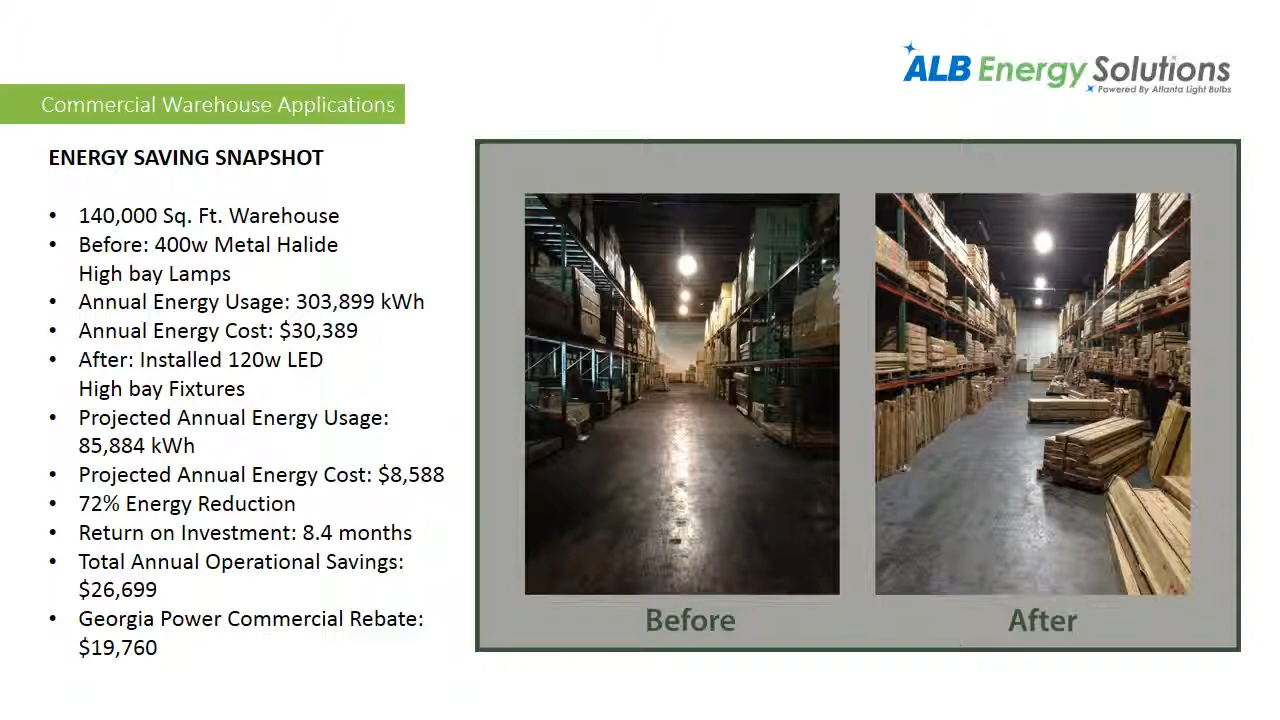 ALB Energy Solutions
Powered By Atlanta Light Bulbs
Commercial Warehouse Applications
ENERGY SAVING SNAPSHOT
• 140,000 Sq. Ft. Warehouse
• Before: 400w Metal Halide
High bay Lamps
• Annual Energy Usage: 303,899 kWh
• Annual Energy Cost: $30,389
• After: Installed 120w LED
High bay Fixtures
• Projected Annual Energy Usage:
85,884 kWh
• Projected Annual Energy Cost: $8,588
• 72% Energy Reduction
• Return on Investment: 8.4 months
• Total Annual Operational Savings:
$26,699
• Georgia Power Commercial Rebate:
$19,760
Before
After